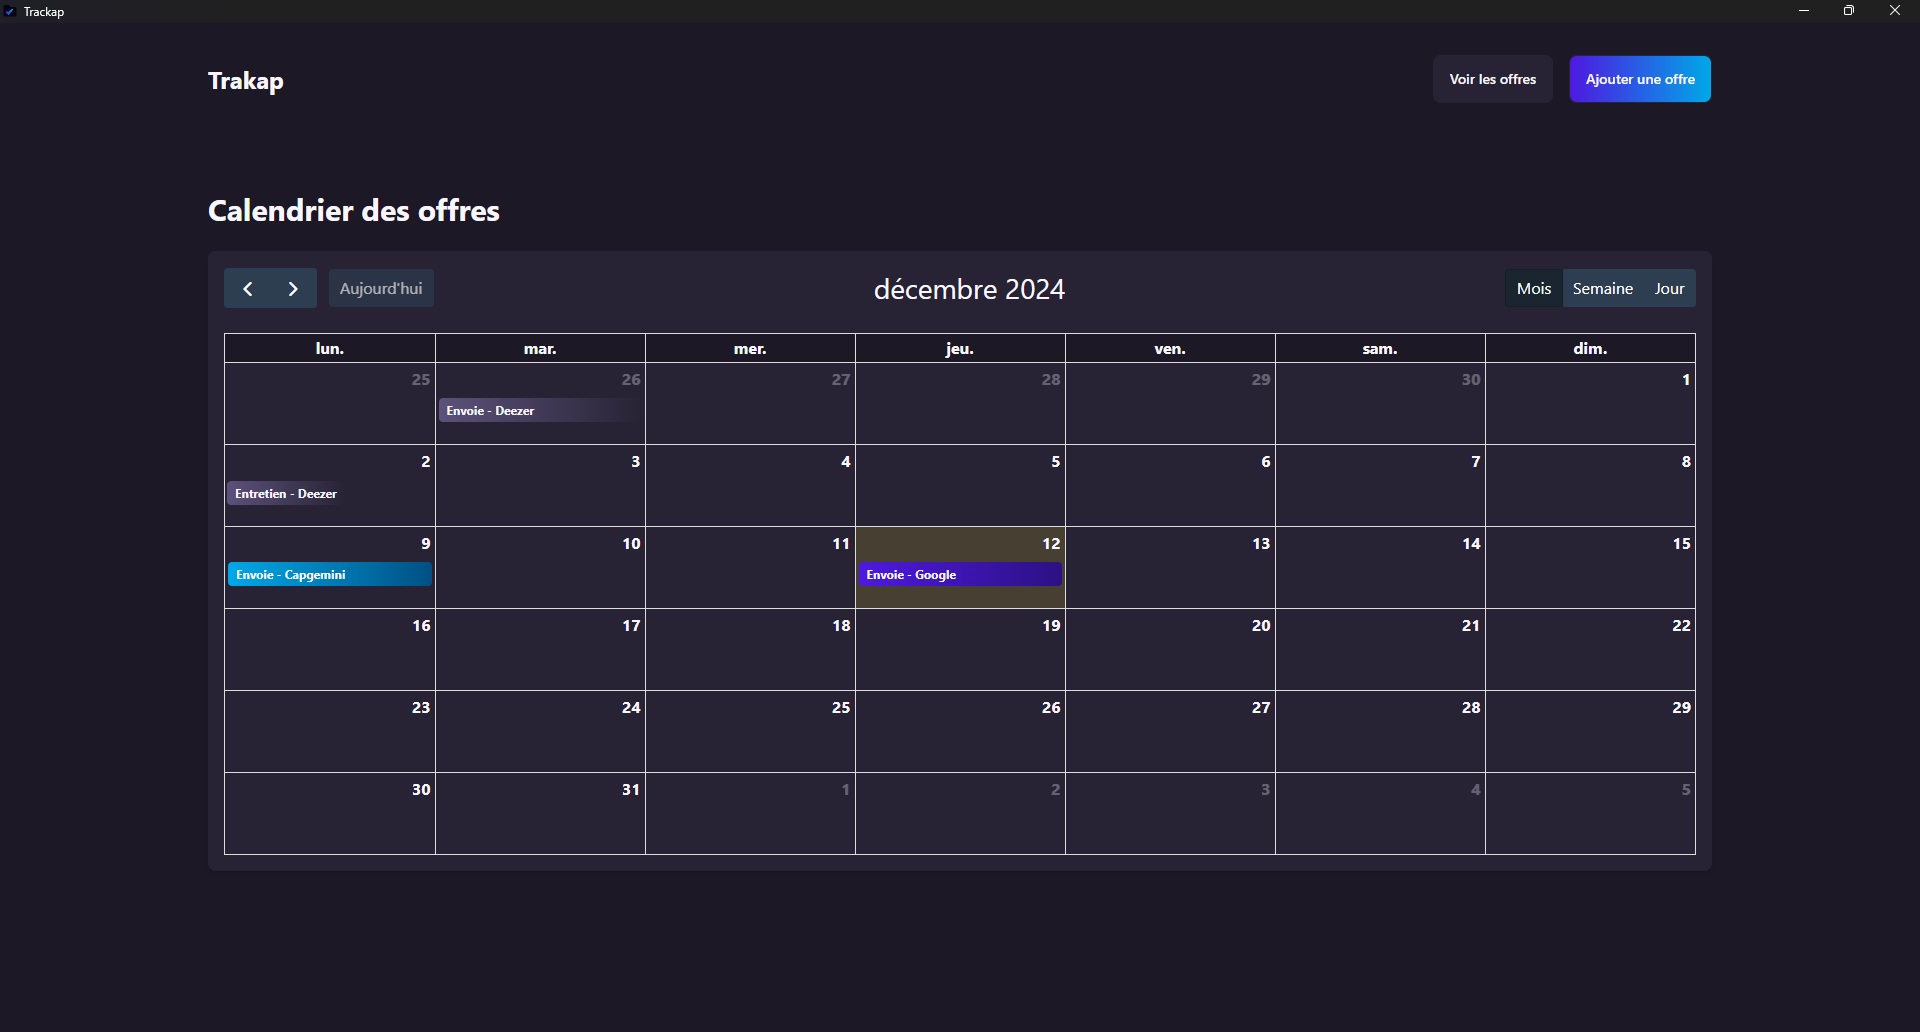 Trackap
Trakap
Voir les offres
Ajouter une offre
Calendrier des offres
Aujourd'hui
décembre 2024
Mois Semaine Jour
lun. mar. mer. jeu. ven. sam. dim.
25 26 27 28 29 30 1
Envoie - Deezer
2 3 4 5 6 7 8
Entretien - Deezer
9 10 11 12 13 14 15
Envoie - Capgemini
Envoie - Google
16 17 18 19 20 21 22
23 24 25 26 27 28 29
30 31 1 2 3 4 5